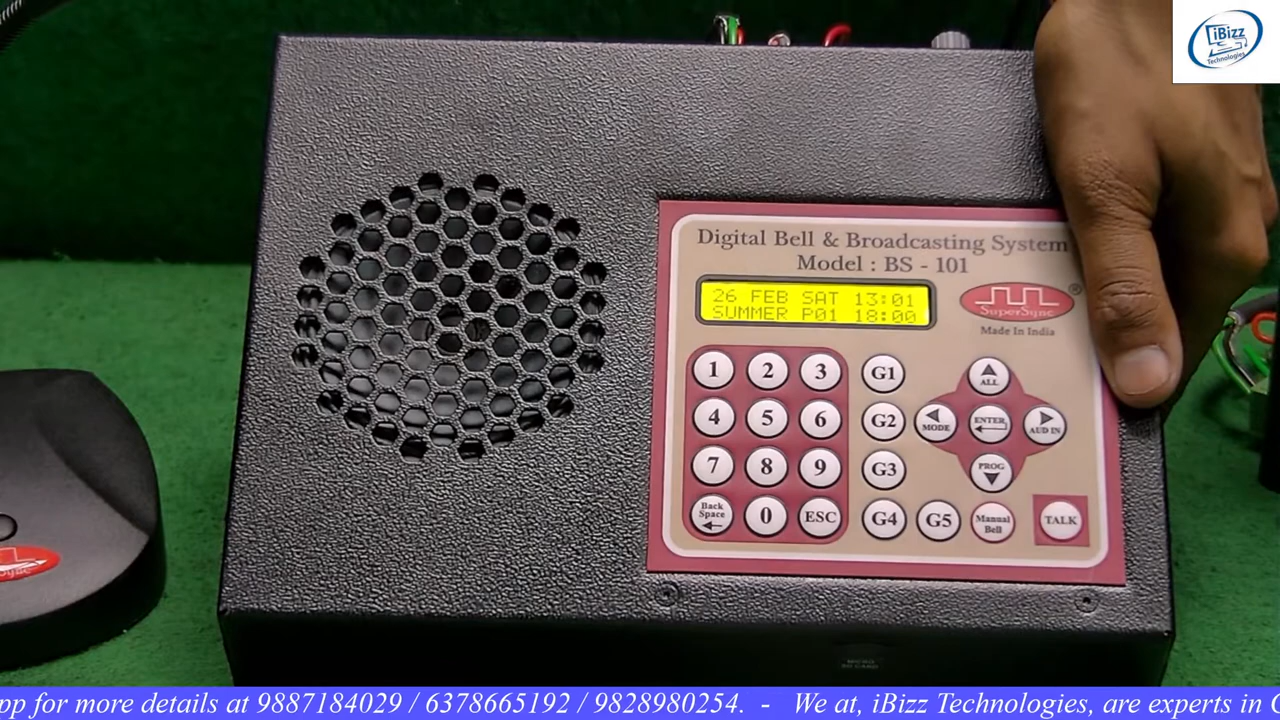 iBizz
Technologies
Digital Bell & Broadcasting System
Model : BS - 101
26 FEB SAT 13:01
SUMMER P01 18:00
SuperSync
®
Made In India
1 2 3 G1 ALL
4 5 6 G2 MODE ENTER AUD IN
7 8 9 G3 PROG
Back Space 0 ESC G4 G5 Manual Bell TALK
pp for more details at 9887184029 / 6378665192 / 9828980254. - We at, iBizz Technologies, are experts in